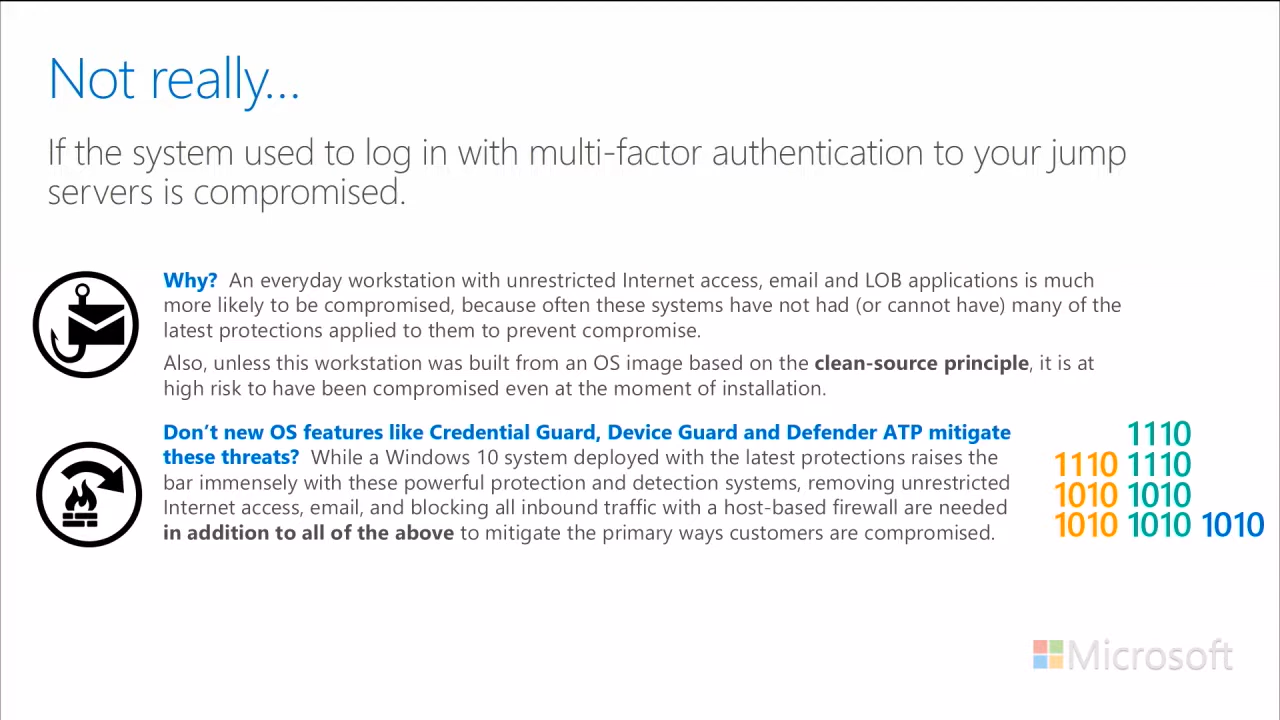 Not really...
If the system used to log in with multi-factor authentication to your jump
servers is compromised.
Why?  An everyday workstation with unrestricted Internet access, email and LOB applications is much
more likely to be compromised, because often these systems have not had (or cannot have) many of the
latest protections applied to them to prevent compromise.
Also, unless this workstation was built from an OS image based on the clean-source principle, it is at
high risk to have been compromised even at the moment of installation.
Don't new OS features like Credential Guard, Device Guard and Defender ATP mitigate
these threats?  While a Windows 10 system deployed with the latest protections raises the
bar immensely with these powerful protection and detection systems, removing unrestricted
Internet access, email, and blocking all inbound traffic with a host-based firewall are needed
in addition to all of the above to mitigate the primary ways customers are compromised.
1110
1110 1110
1010 1010
1010 1010 1010
Microsoft